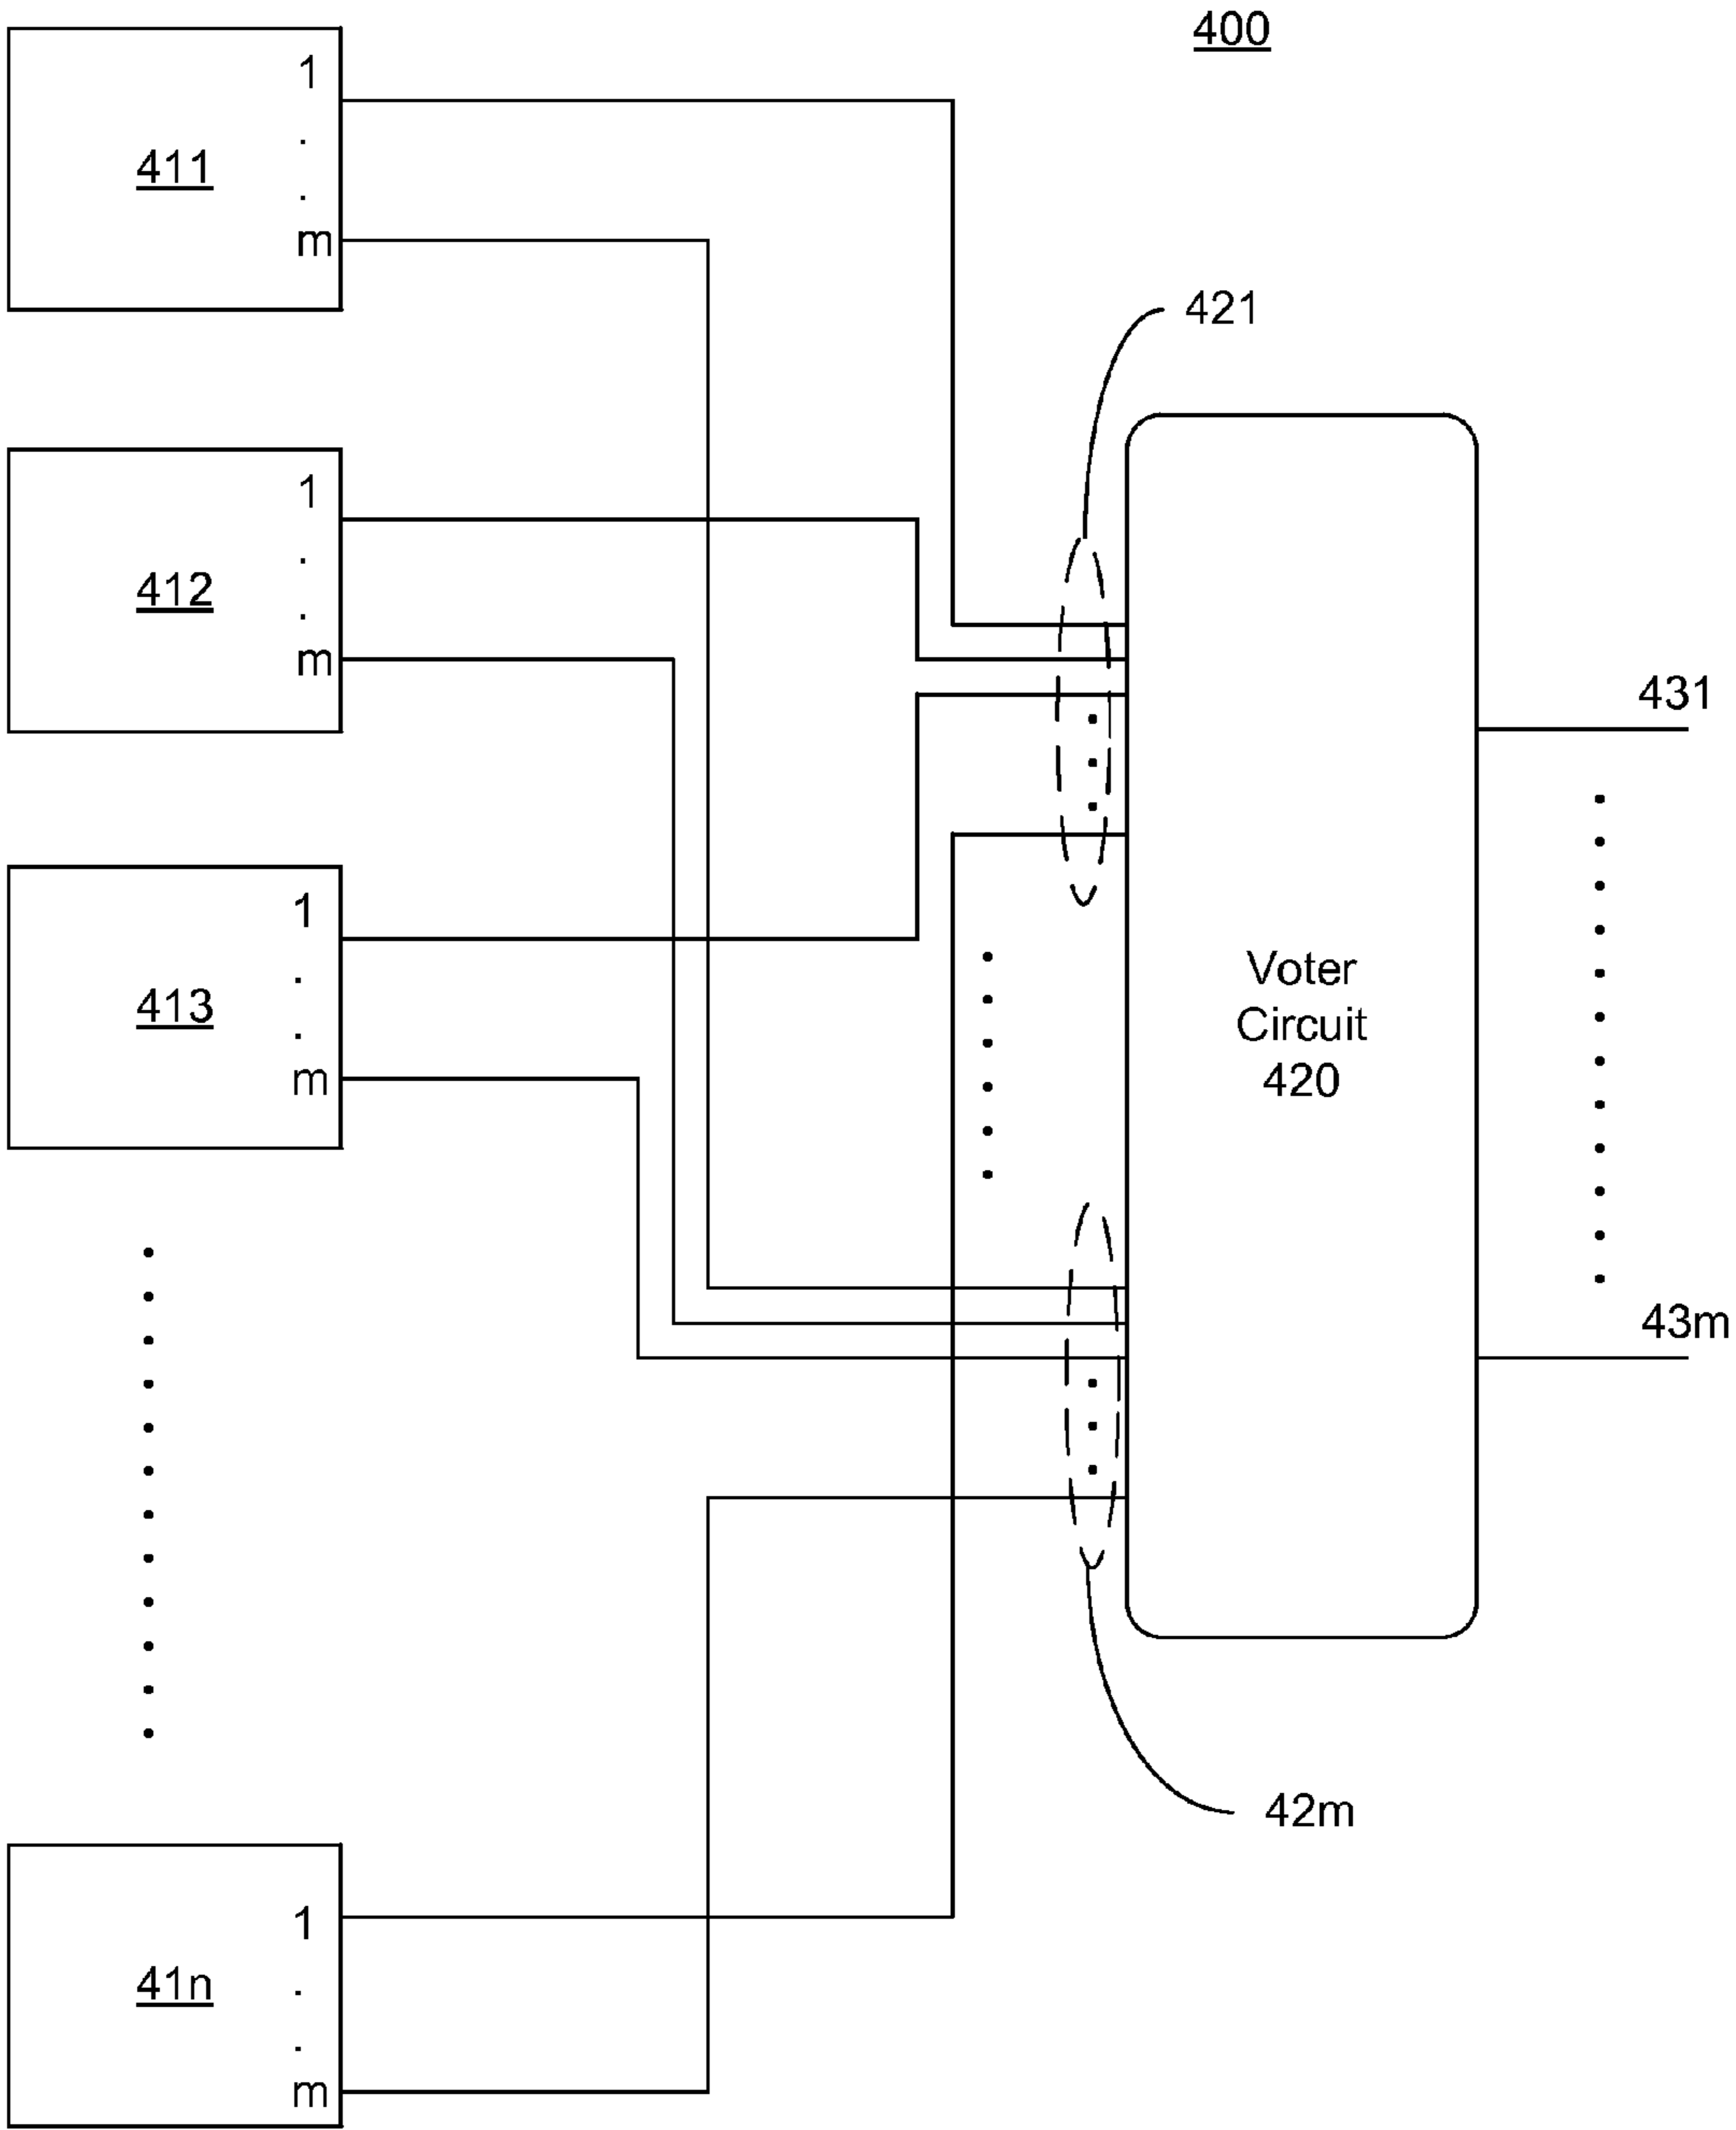 400
1
.
411
.
m
421
1
.
412
.
m
431
1
.
413
.
m
Voter
Circuit
420
43m
42m
1
.
41n
.
m